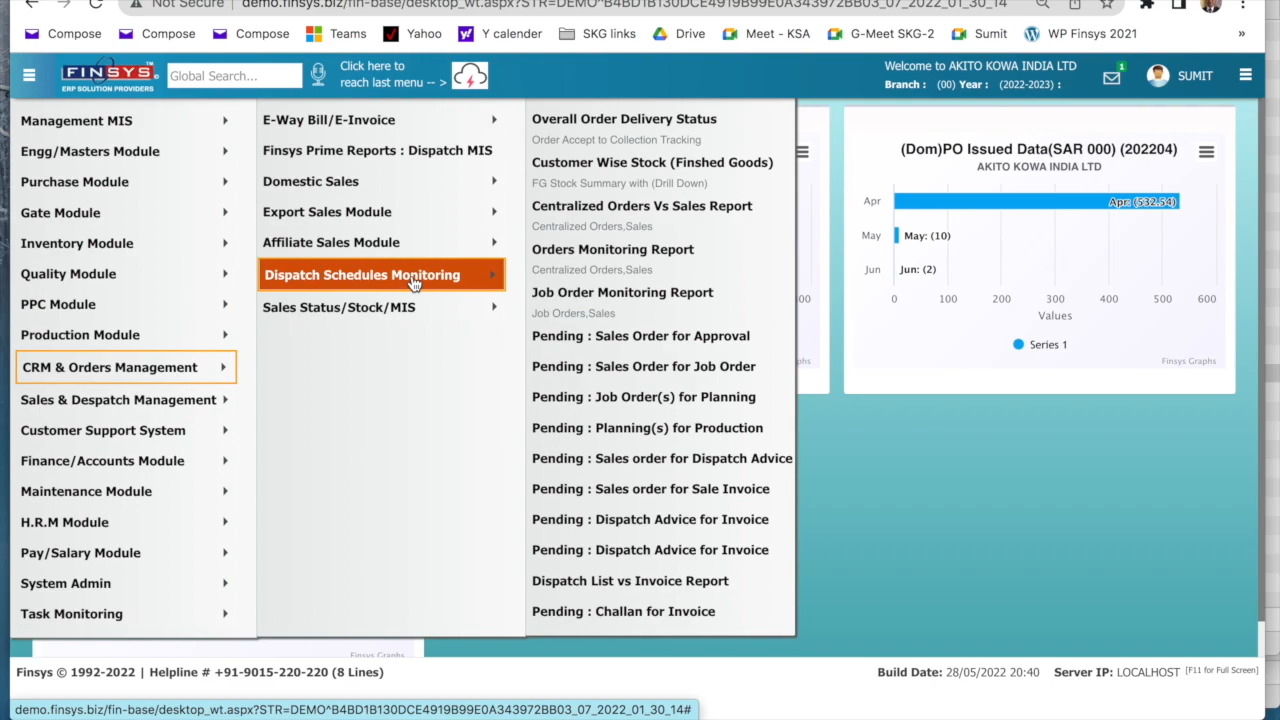 Not Secure
demo.finsys.biz/fin-base/desktop_wt.aspx?STR=DEMO^B4BD1B130DCE4919B99E0A343972BB03_07_2022_01_30_14
Compose
Compose
Compose
Teams
Yahoo
Y calender
SKG links
Drive
Meet - KSA
G-Meet SKG-2
Sumit
WP Finsys 2021
»
FINSYS
ERP SOLUTION PROVIDERS
Global Search...
Click here to
reach last menu -- >
Welcome to AKITO KOWA INDIA LTD
Branch : (00) Year : (2022-2023) :
1
SUMIT
Management MIS
Engg/Masters Module
Purchase Module
Gate Module
Inventory Module
Quality Module
PPC Module
Production Module
CRM & Orders Management
Sales & Despatch Management
Customer Support System
Finance/Accounts Module
Maintenance Module
H.R.M Module
Pay/Salary Module
System Admin
Task Monitoring
E-Way Bill/E-Invoice
Finsys Prime Reports : Dispatch MIS
Domestic Sales
Export Sales Module
Affiliate Sales Module
Dispatch Schedules Monitoring
Sales Status/Stock/MIS
Overall Order Delivery Status
Order Accept to Collection Tracking
Customer Wise Stock (Finshed Goods)
FG Stock Summary with (Drill Down)
Centralized Orders Vs Sales Report
Centralized Orders,Sales
Orders Monitoring Report
Centralized Orders,Sales
Job Order Monitoring Report
Job Orders,Sales
Pending : Sales Order for Approval
Pending : Sales Order for Job Order
Pending : Job Order(s) for Planning
Pending : Planning(s) for Production
Pending : Sales order for Dispatch Advice
Pending : Sales order for Sale Invoice
Pending : Dispatch Advice for Invoice
Pending : Dispatch Advice for Invoice
Dispatch List vs Invoice Report
Pending : Challan for Invoice
(Dom)PO Issued Data(SAR 000) (202204)
AKITO KOWA INDIA LTD
Apr
Apr: (532.54)
May
May: (10)
Jun
Jun: (2)
0 100 200 300 400 500 600
Values
Series 1
Finsys Graphs
00
phs
Finsys Graphs
Finsys © 1992-2022 | Helpline # +91-9015-220-220 (8 Lines)
Build Date: 28/05/2022 20:40 Server IP: LOCALHOST [F11 for Full Screen]
demo.finsys.biz/fin-base/desktop_wt.aspx?STR=DEMO^B4BD1B130DCE4919B99E0A343972BB03_07_2022_01_30_14#